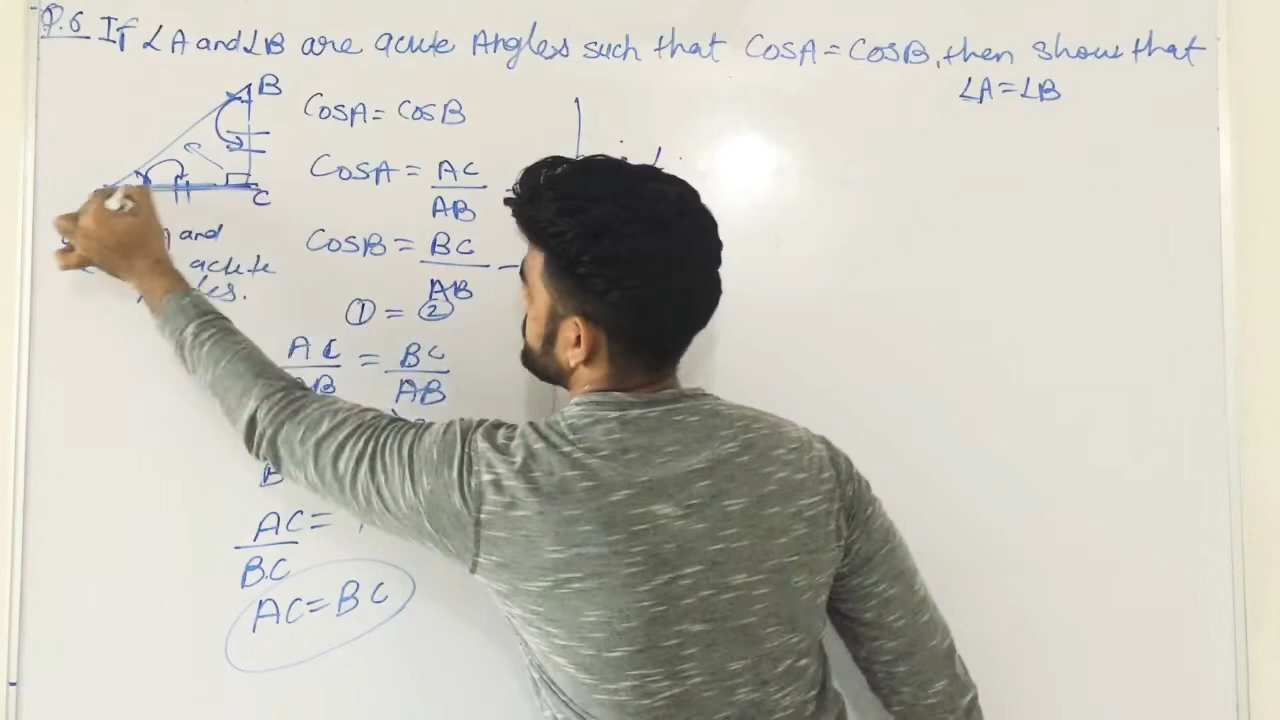 Q.6 If ∠A and ∠B are acute Angles such that COSA = COSB, then show that
∠A = ∠B
B
C
and
acute
COSA = COSB
COSA = AC
AB
COSB = BC
AB
① = ②
AC = BC
AB AB
B
AC =
BC
AC = BC